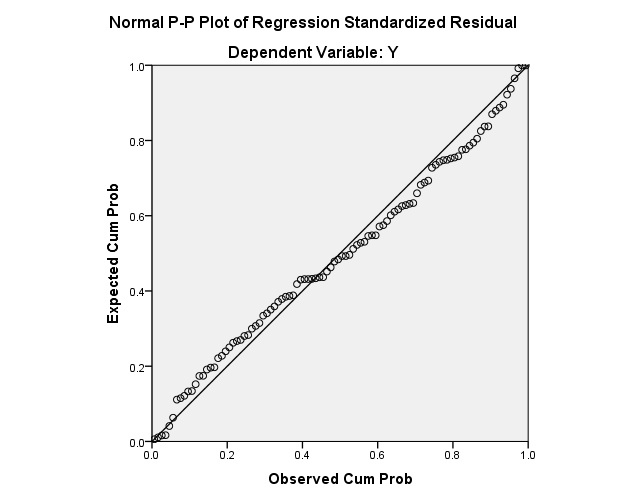 Normal P-P Plot of Regression Standardized Residual
Dependent Variable: Y
Expected Cum Prob
1.0
0.8
0.6
0.4
0.2
0.0
0.0 0.2 0.4 0.6 0.8 1.0
Observed Cum Prob